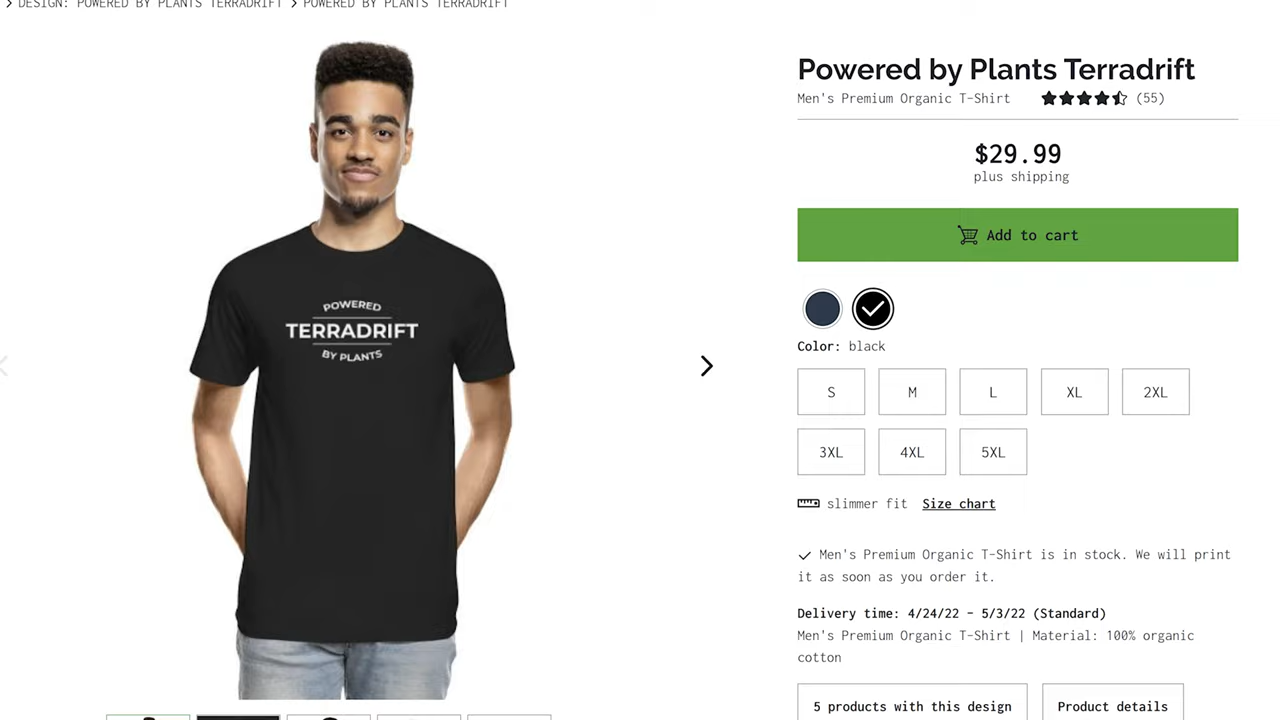 DESIGN: POWERED BY PLANTS TERRADRIFT > POWERED BY PLANTS TERRADRIFT
POWERED
TERRADRIFT
BY PLANTS
Powered by Plants Terradrift
Men's Premium Organic T-Shirt (55)
$29.99
plus shipping
Add to cart
Color: black
S M L XL 2XL
3XL 4XL 5XL
slimmer fit Size chart
Men's Premium Organic T-Shirt is in stock. We will print
it as soon as you order it.
Delivery time: 4/24/22 - 5/3/22 (Standard)
Men's Premium Organic T-Shirt | Material: 100% organic
cotton
5 products with this design Product details